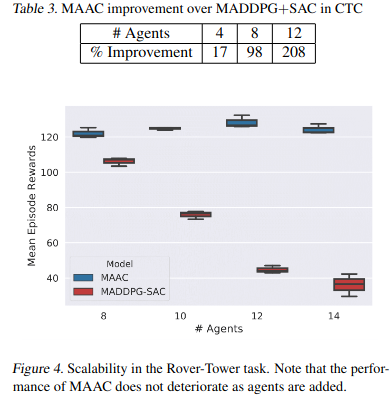 Table 3. MAAC improvement over MADDPG+SAC in CTC
# Agents 4 8 12
% Improvement 17 98 208
120
100
80
60
40
Mean Episode Rewards
Model
MAAC
MADDPG-SAC
8 10 12 14
# Agents
Figure 4. Scalability in the Rover-Tower task. Note that the perfor-
mance of MAAC does not deteriorate as agents are added.